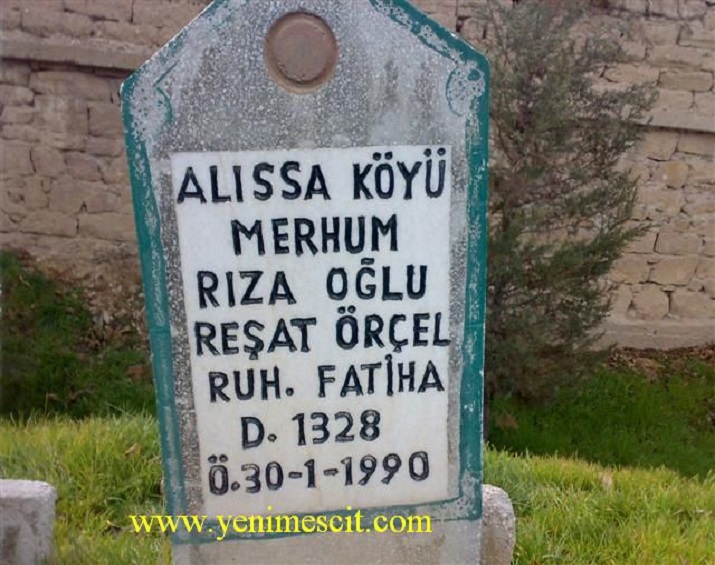 ALISSA KÖYÜ
MERHUM
RIZA OĞLU
REŞAT ÖRÇEL
RUH. FATİHA
D. 1328
Ö.30-1-1990
www.yenimescit.com